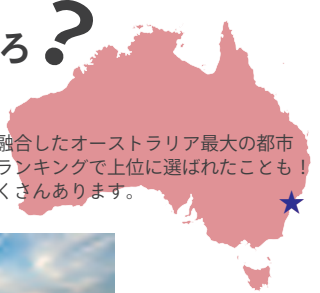 ろ？
融合したオーストラリア最大の都市
ランキングで上位に選ばれたことも！
くさんあります。